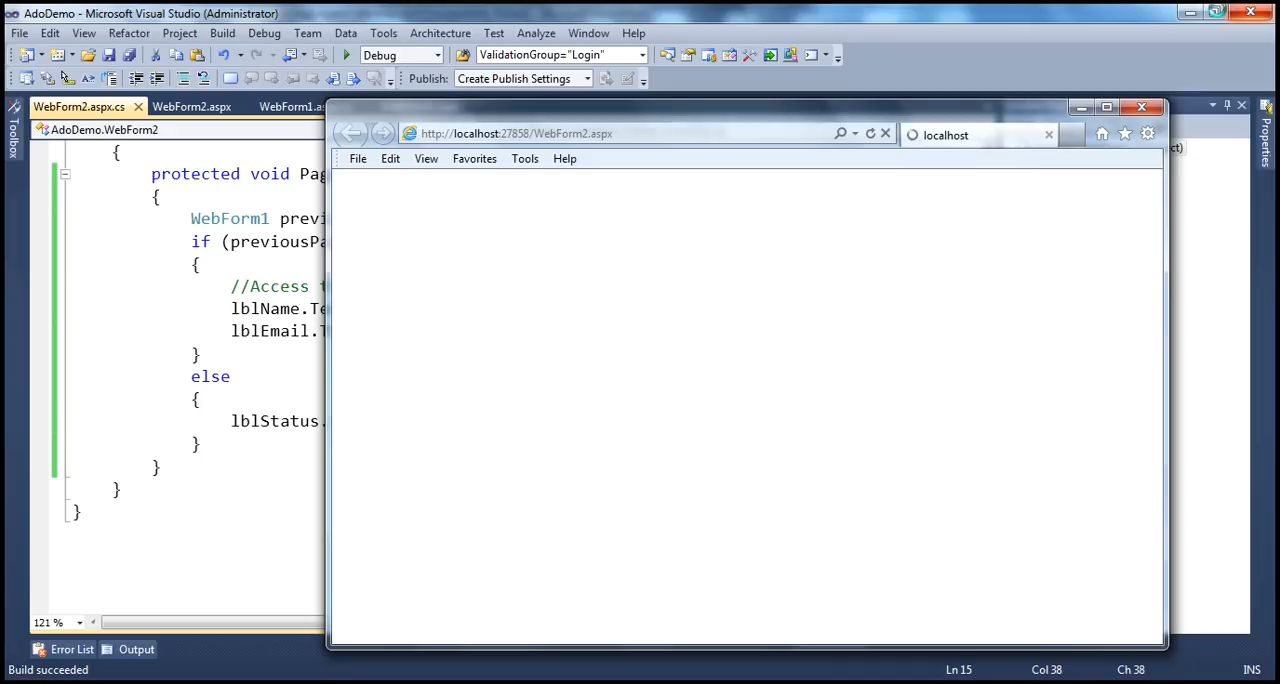 AdoDemo - Microsoft Visual Studio (Administrator)
File Edit View Refactor Project Build Debug Team Data Tools Architecture Test Analyze Window Help
Debug ValidationGroup="Login"
Publish: Create Publish Settings
WebForm2.aspx.cs WebForm2.aspx WebForm1.as
AdoDemo.WebForm2
ct)
Toolbox
Properties
http://localhost:27858/WebForm2.aspx localhost
File Edit View Favorites Tools Help
{
protected void Pag
{
WebForm1 previ
if (previousPa
{
//Access t
lblName.Te
lblEmail.T
}
else
{
lblStatus.
}
}
}
}
121 %
Error List Output
Build succeeded Ln 15 Col 38 Ch 38 INS